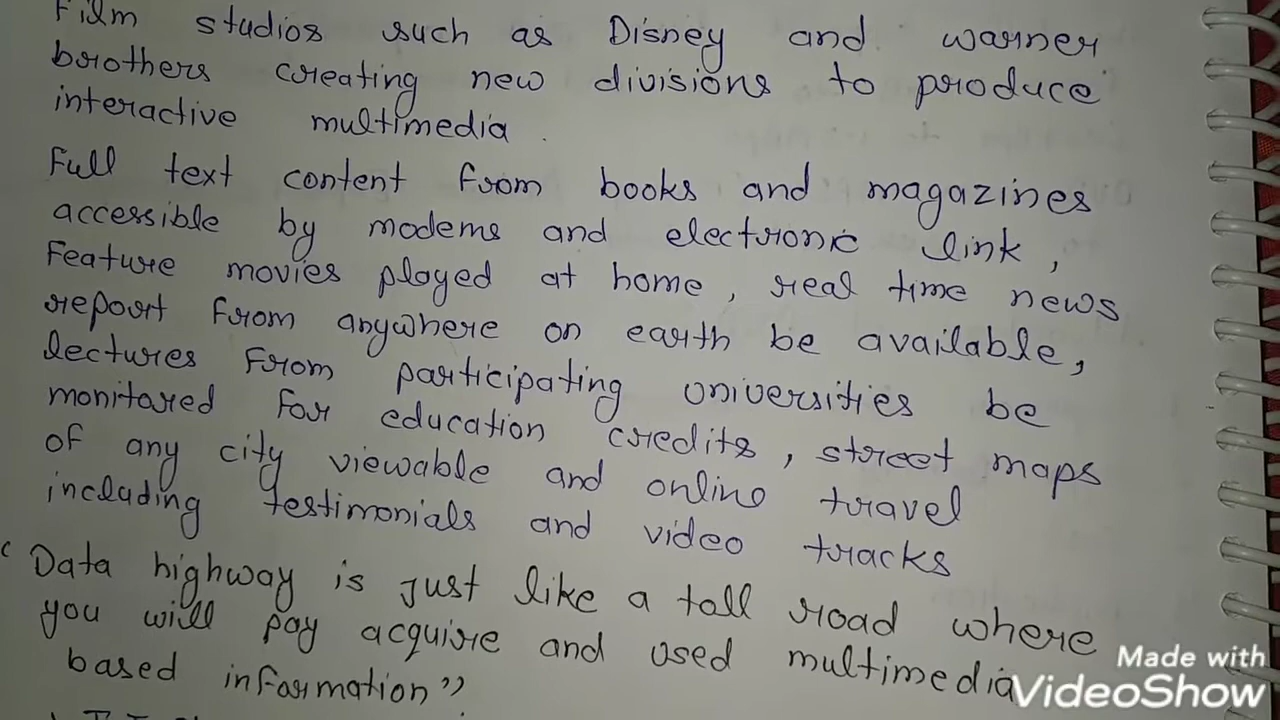 Film studios such as Disney and warner
brothers creating new divisions to produce
interactive multimedia.
Full text content from books and magazines
accessible by modems and electronic link,
Feature movies played at home, real time news
report from anywhere on earth be available,
lectures from participating universities be
monitored for education credits, street maps
of any city viewable and online travel
including testimonials and video tracks
“Data highway is just like a toll road where
you will pay acquire and used multimedia
based information”
Made with
VideoShow